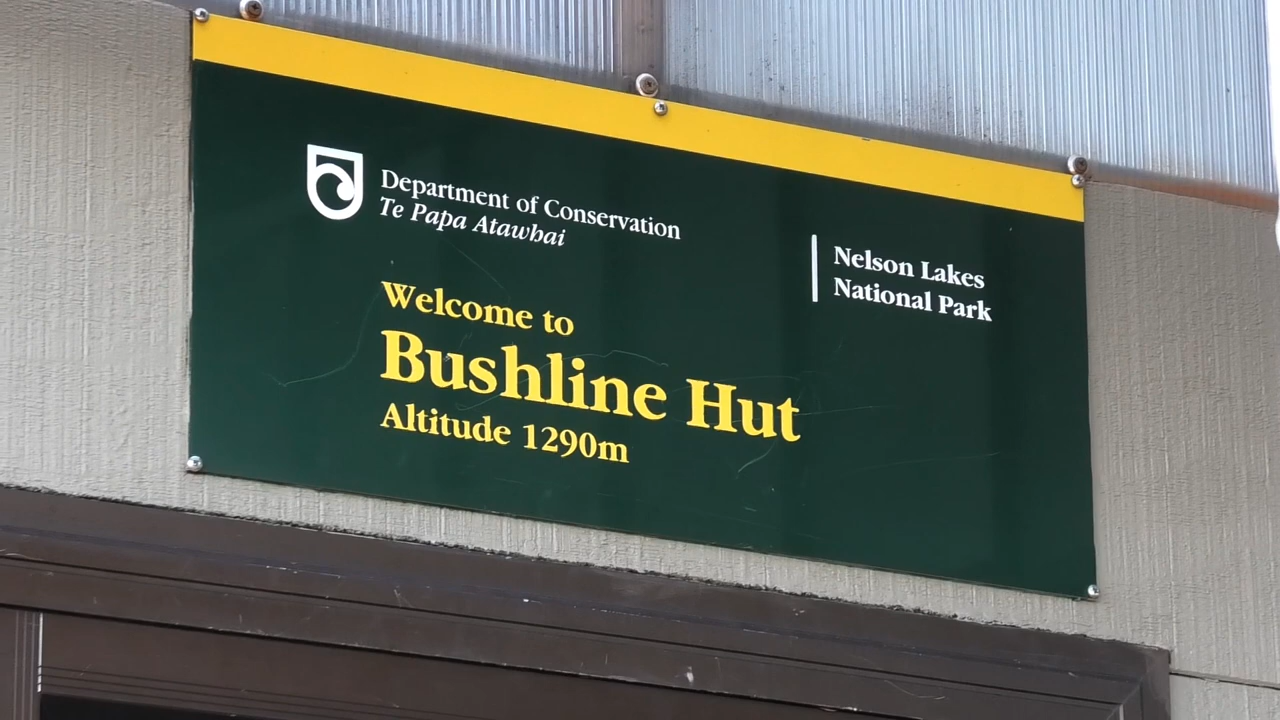 Department of Conservation
Te Papa Atawhai
Nelson Lakes
National Park
Welcome to
Bushline Hut
Altitude 1290m